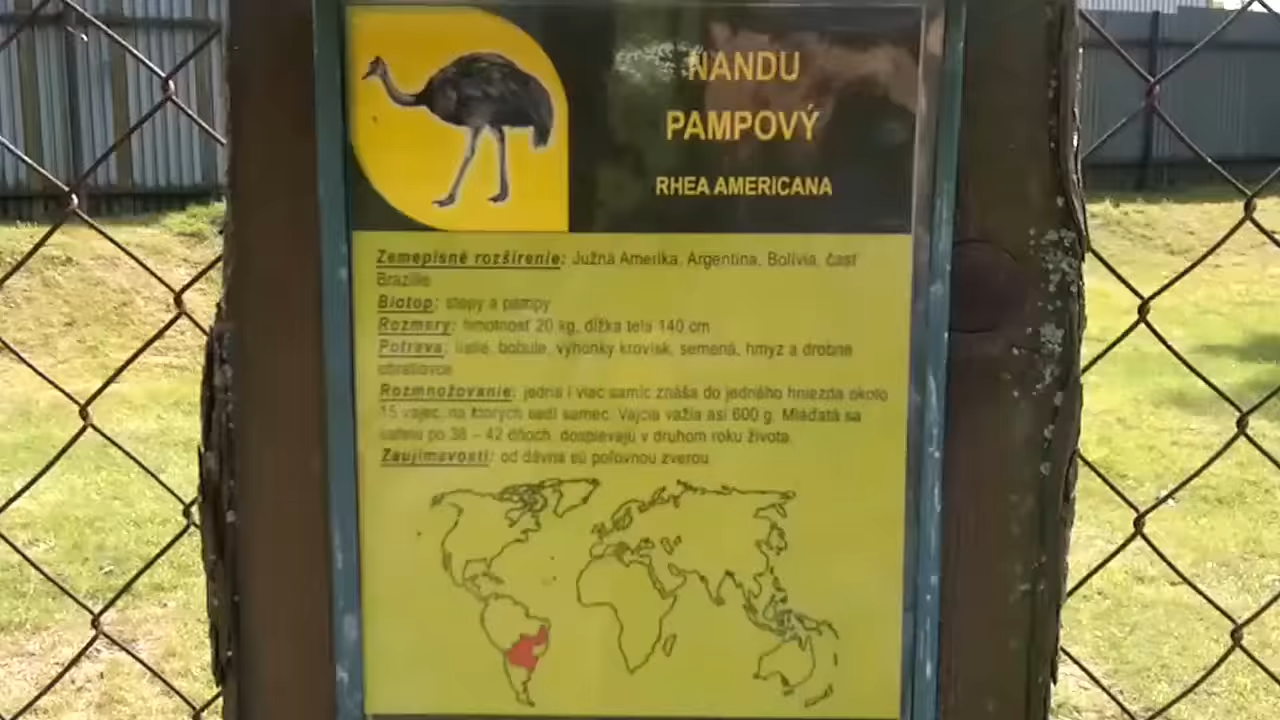 NANDU
PAMPOVÝ
RHEA AMERICANA
Zemepisné rozšírenie: Južná Amerika, Argentína, Bolívia, časť
Brazílie
Biotop: stepy a pampy
Rozmery: hmotnosť 20 kg, dĺžka tela 140 cm
Potrava: listie, bobule, výhonky krovísk, semená, hmyz a drobné
obratlovce
Rozmnožovanie: jedna i viac samíc znáša do jedného hniezda okolo
15 vajec, na ktorých sedí samec. Vajcia vážia asi 600 g. Mláďatá sa
liahnu po 38 – 42 dňoch, dospievajú v druhom roku života.
Zaujímavosti: od dávna sú poľovnou zverou